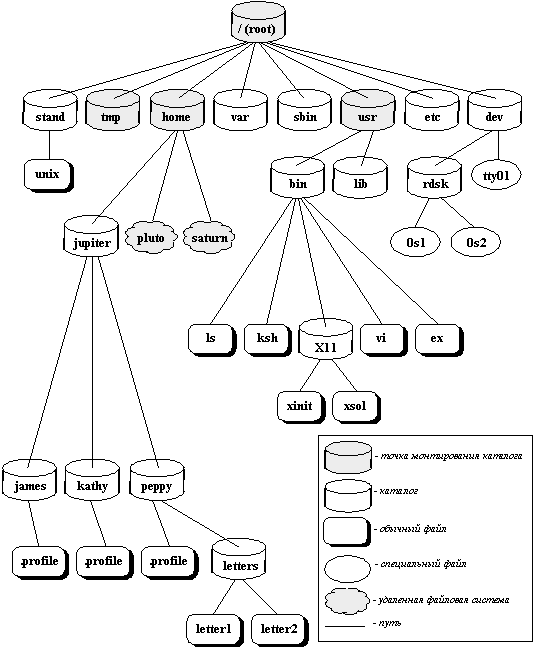 / (root)
stand tmp home var sbin usr etc dev
unix bin lib rdsk tty01
jupiter pluto saturn 0s1 0s2
ls ksh X11 vi ex
xinit xsol
- точка монтирования каталога
james kathy peppy - каталог
- обычный файл
.profile .profile .profile letters - специальный файл
- удаленная файловая система
letter1 letter2 - путь